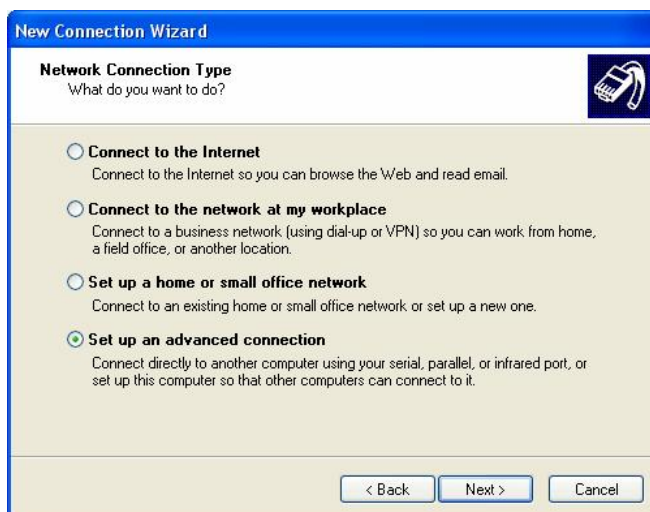 New Connection Wizard
Network Connection Type
What do you want to do?
Connect to the Internet
Connect to the Internet so you can browse the Web and read email.
Connect to the network at my workplace
Connect to a business network (using dial-up or VPN) so you can work from home,
a field office, or another location.
Set up a home or small office network
Connect to an existing home or small office network or set up a new one.
Set up an advanced connection
Connect directly to another computer using your serial, parallel, or infrared port, or
set up this computer so that other computers can connect to it.
< Back Next > Cancel